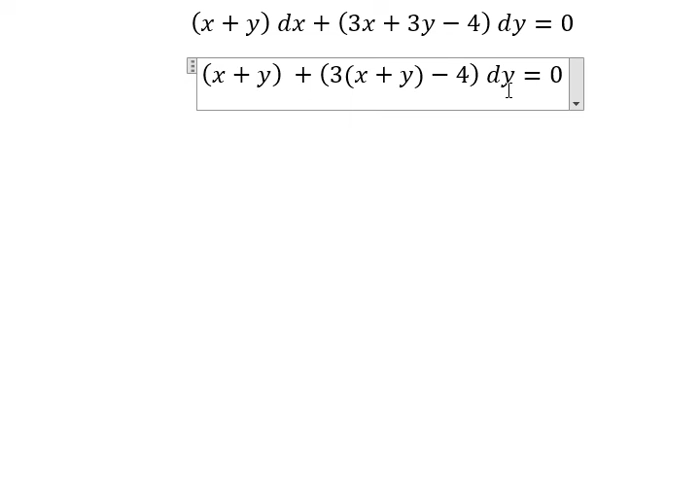 (x + y) dx + (3x + 3y − 4) dy = 0
(x + y) + (3(x + y) − 4) dy = 0